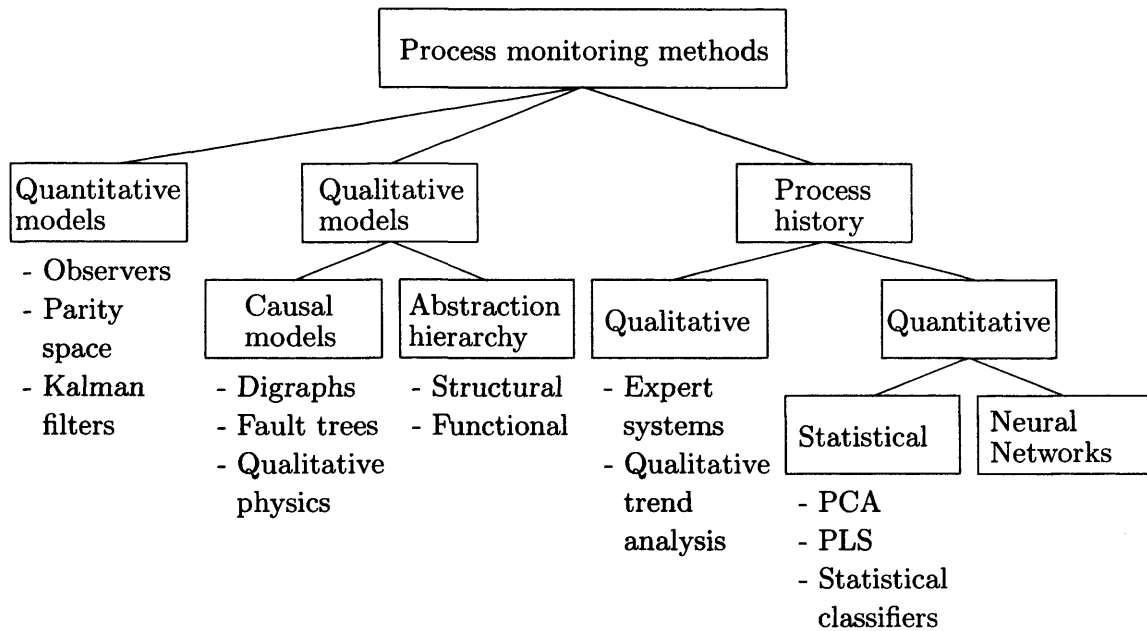 Process monitoring methods
Quantitative
models
- Observers
- Parity
space
- Kalman
filters
Qualitative
models
Causal
models
- Digraphs
- Fault trees
- Qualitative
physics
Abstraction
hierarchy
- Structural
- Functional
Process
history
Qualitative
- Expert
systems
- Qualitative
trend
analysis
Quantitative
Statistical
- PCA
- PLS
- Statistical
classifiers
Neural
Networks